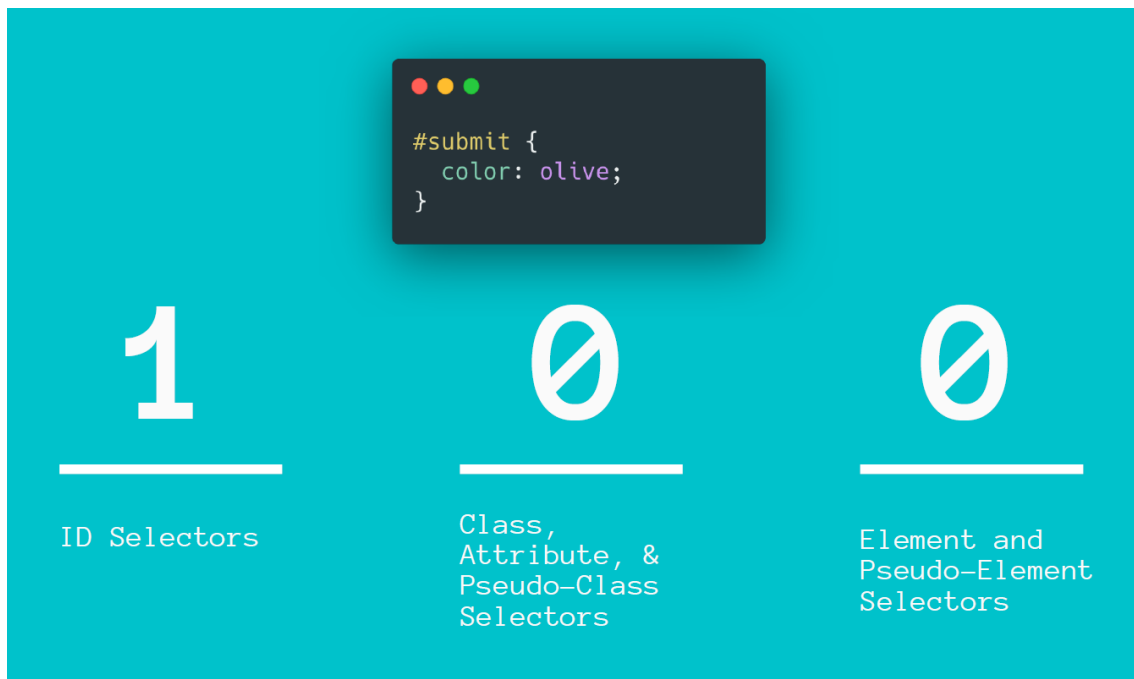 #submit {
  color: olive;
}
1
0
0
ID Selectors
Class,
Attribute, &
Pseudo-Class
Selectors
Element and
Pseudo-Element
Selectors